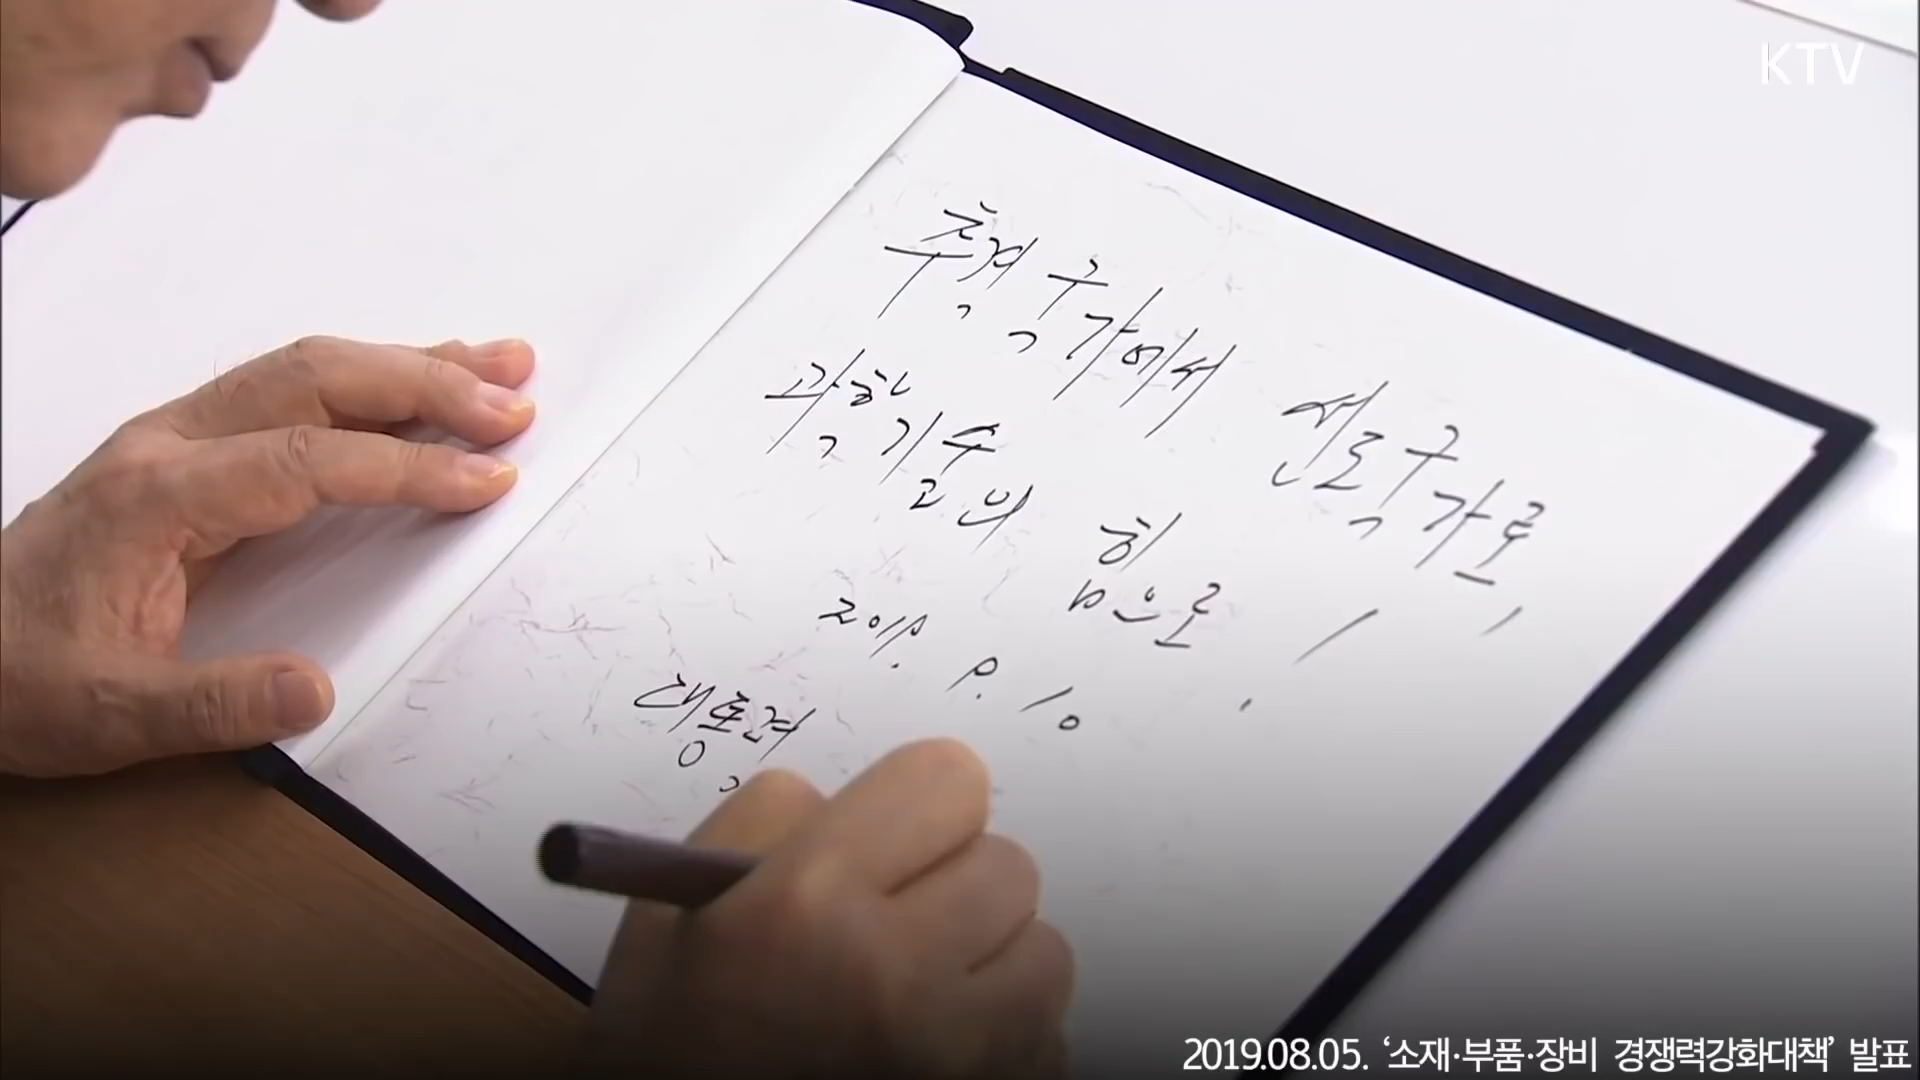 KTV
추격 국가에서 선도국가로,
과학기술의 힘으로!
2019. 9. 10
대통령
2019.08.05. ‘소재·부품·장비 경쟁력강화대책’ 발표